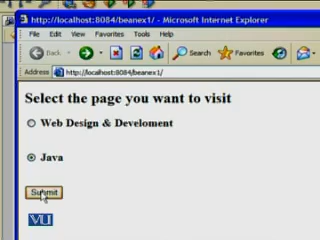 http://localhost:8084/beanex1/ - Microsoft Internet Explorer
File Edit View Favorites Tools Help
Back Search Favorites
Address http://localhost:8084/beanex1/
Select the page you want to visit
Web Design & Develoment
Java
Submit
VU